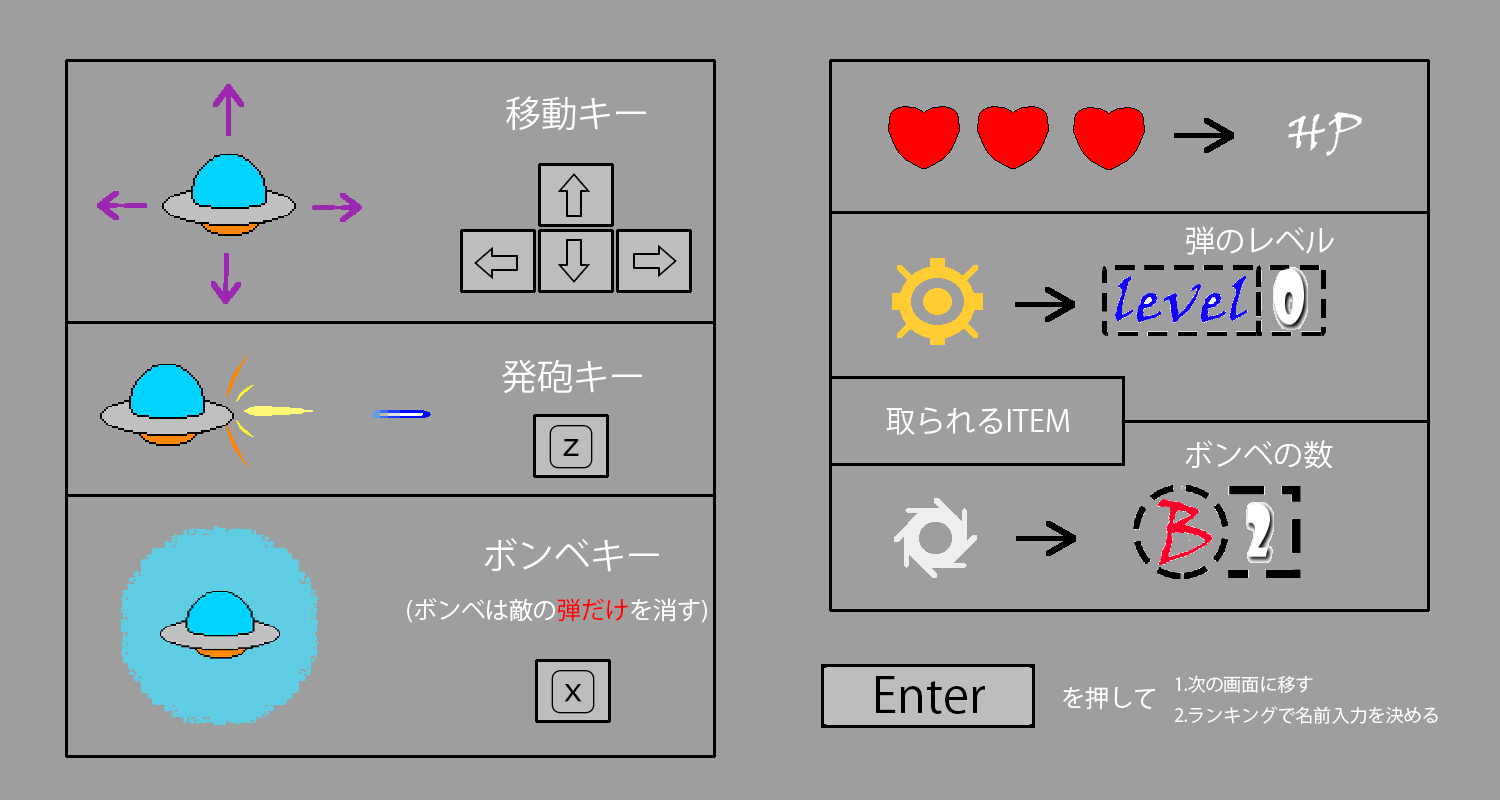 移動キー
発砲キー
z
ボンベキー
(ボンベは敵の弾だけを消す)
x
HP
弾のレベル
level 0
取られるITEM
ボンベの数
B 2
Enter を押して
1.次の画面に移す
2.ランキングで名前入力を決める